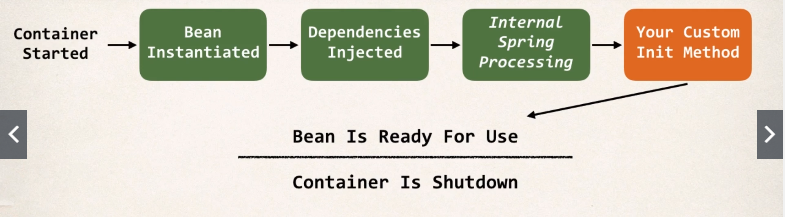 Container
Started
Bean
Instantiated
Dependencies
Injected
Internal
Spring
Processing
Your Custom
Init Method
Bean Is Ready For Use
Container Is Shutdown